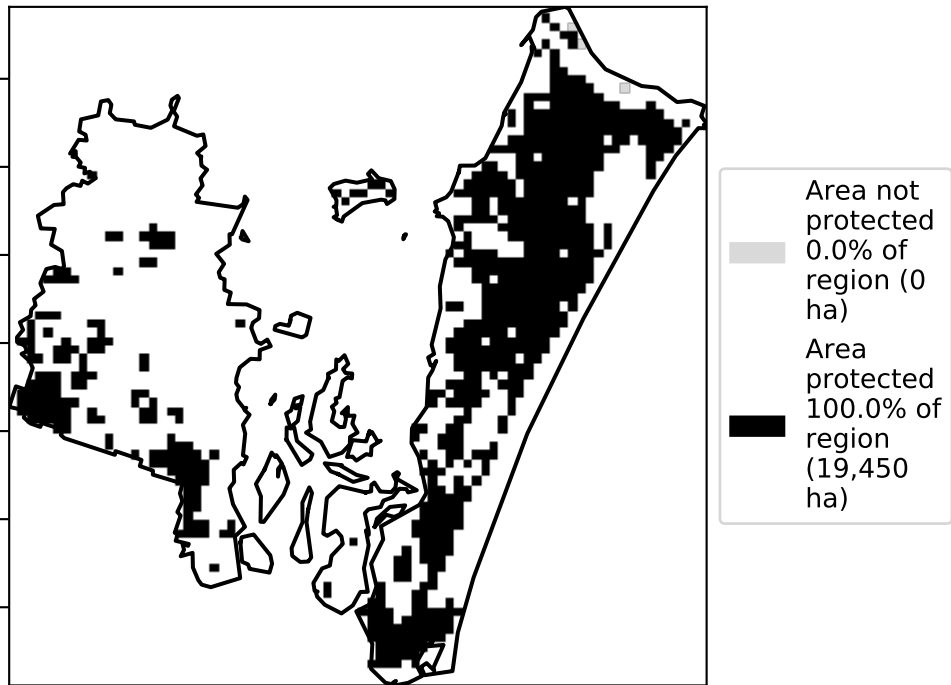 Area not
protected
0.0% of
region (0
ha)
Area
protected
100.0% of
region
(19,450
ha)